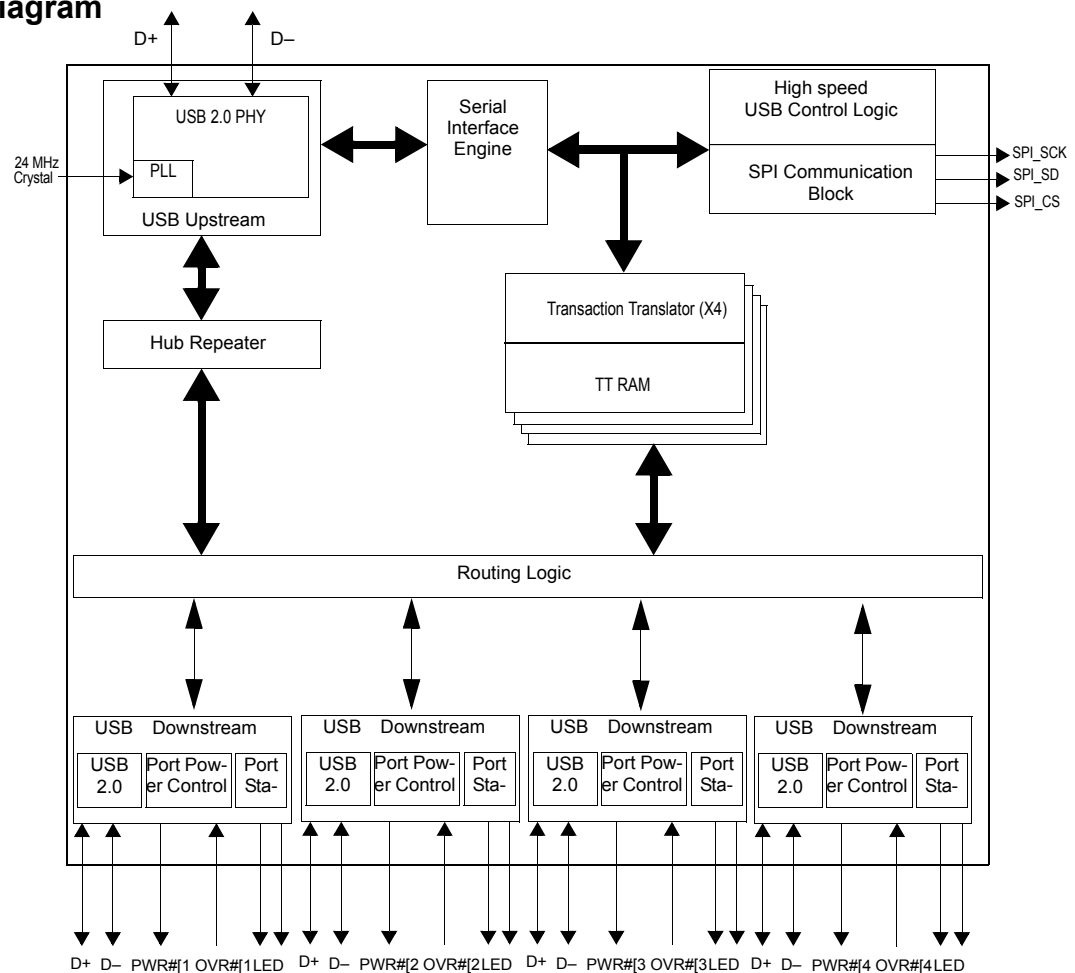 iagram
D+ D–
USB 2.0 PHY
PLL
24 MHz
Crystal
USB Upstream
Serial
Interface
Engine
High speed
USB Control Logic
SPI Communication
Block
SPI_SCK
SPI_SD
SPI_CS
Transaction Translator (X4)
TT RAM
Hub Repeater
Routing Logic
USB Downstream
USB
2.0
Port Pow-
er Control
Port
Sta-
USB Downstream
USB
2.0
Port Pow-
er Control
Port
Sta-
USB Downstream
USB
2.0
Port Pow-
er Control
Port
Sta-
USB Downstream
USB
2.0
Port Pow-
er Control
Port
Sta-
D+ D– PWR#[1 OVR#[1LED D+ D– PWR#[2 OVR#[2LED D+ D– PWR#[3 OVR#[3LED D+ D– PWR#[4 OVR#[4LED